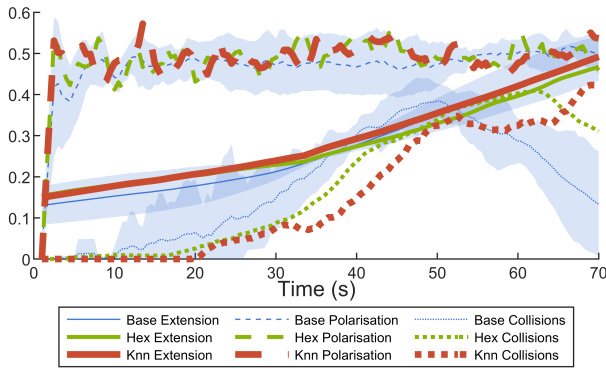 0.6
0.5
0.4
0.3
0.2
0.1
0
0 10 20 30 40 50 60 70
Time (s)
Base Extension Base Polarisation Base Collisions
Hex Extension Hex Polarisation Hex Collisions
Knn Extension Knn Polarisation Knn Collisions